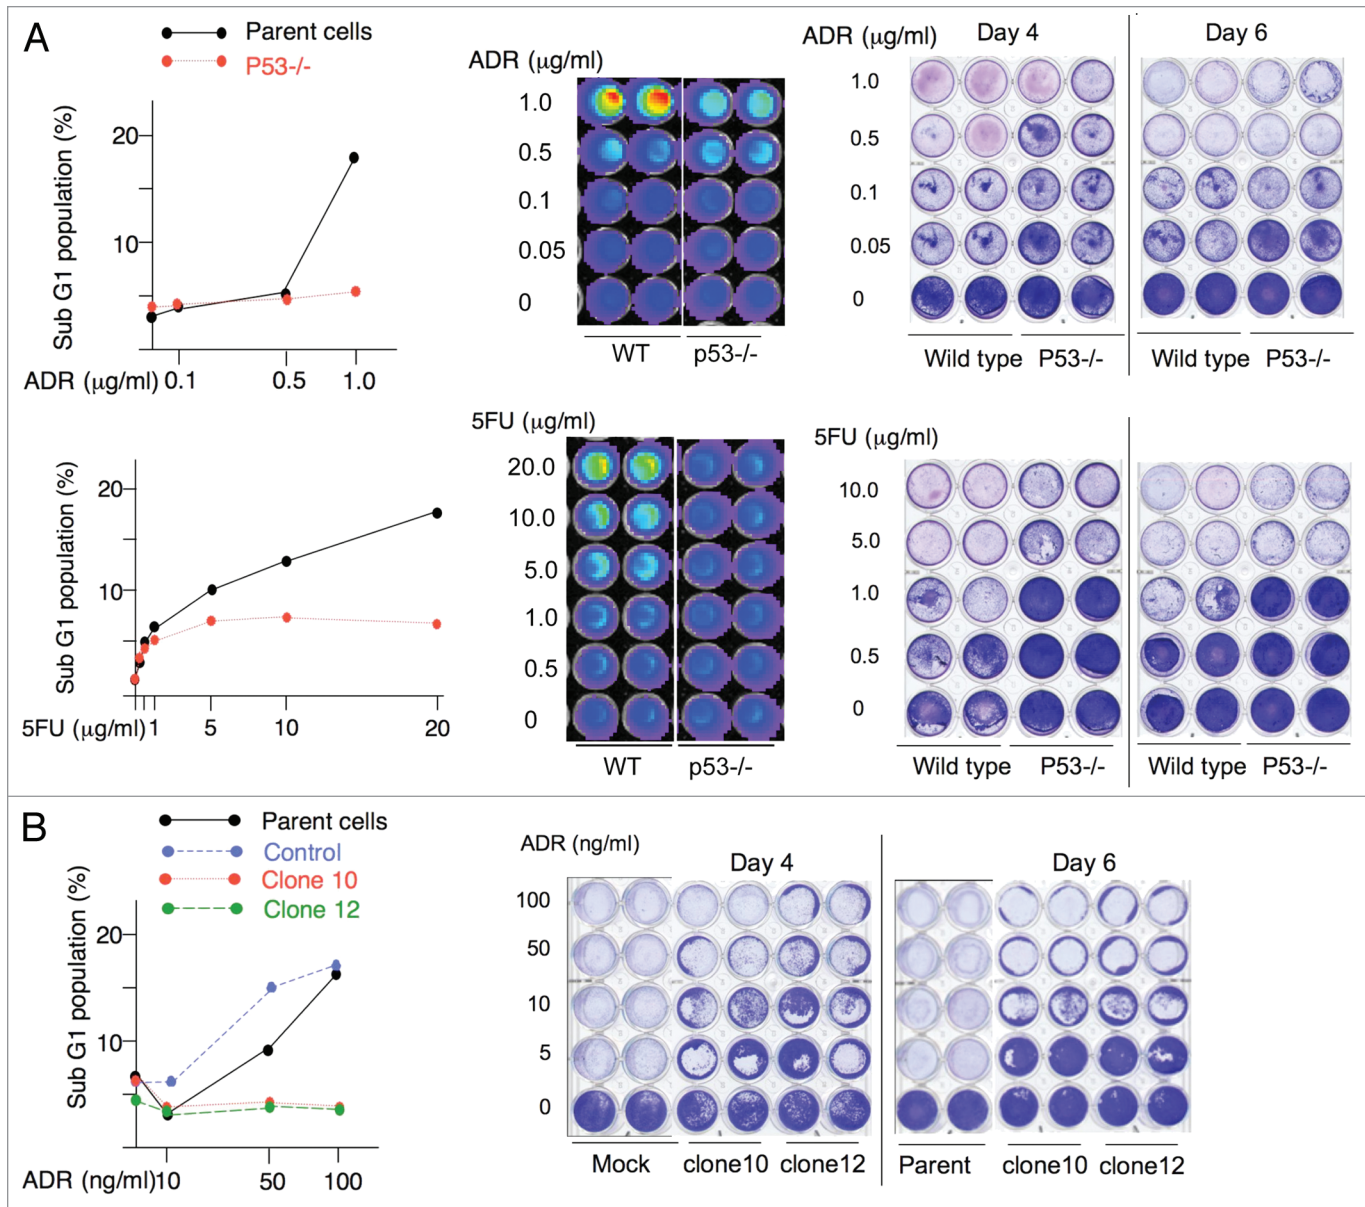 A
Parent cells
P53-/-
Sub G1 population (%)
20
10
ADR (μg/ml) 0.1 0.5 1.0
ADR (μg/ml)
1.0
0.5
0.1
0.05
0
WT p53-/-
ADR (μg/ml) Day 4 Day 6
1.0
0.5
0.1
0.05
0
Wild type P53-/- Wild type P53-/-
Sub G1 population (%)
20
10
5FU (μg/ml) 1 5 10 20
5FU (μg/ml)
20.0
10.0
5.0
1.0
0.5
0
WT p53-/-
5FU (μg/ml)
10.0
5.0
1.0
0.5
0
Wild type P53-/- Wild type P53-/-
B
Parent cells
Control
Clone 10
Clone 12
Sub G1 population (%)
20
10
ADR (ng/ml) 10 50 100
ADR (ng/ml)
Day 4 Day 6
100
50
10
5
0
Mock clone10 clone12 Parent clone10 clone12